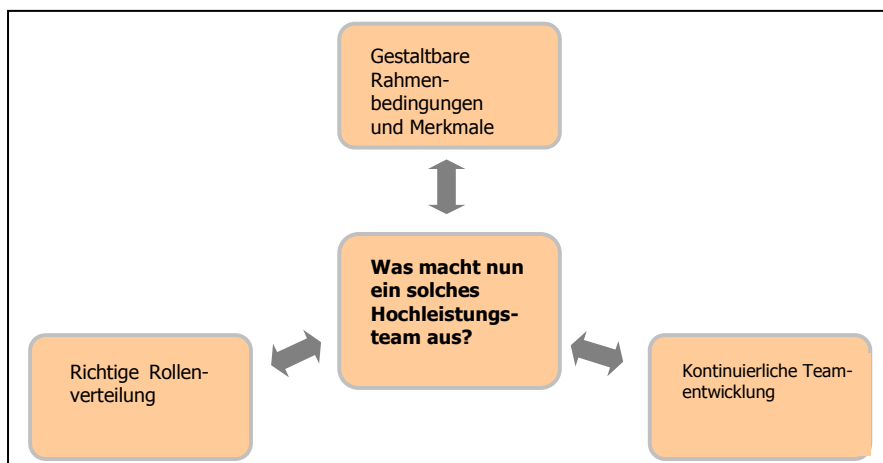 Gestaltbare
Rahmen-
bedingungen
und Merkmale
Was macht nun
ein solches
Hochleistungs-
team aus?
Richtige Rollen-
verteilung
Kontinuierliche Team-
entwicklung